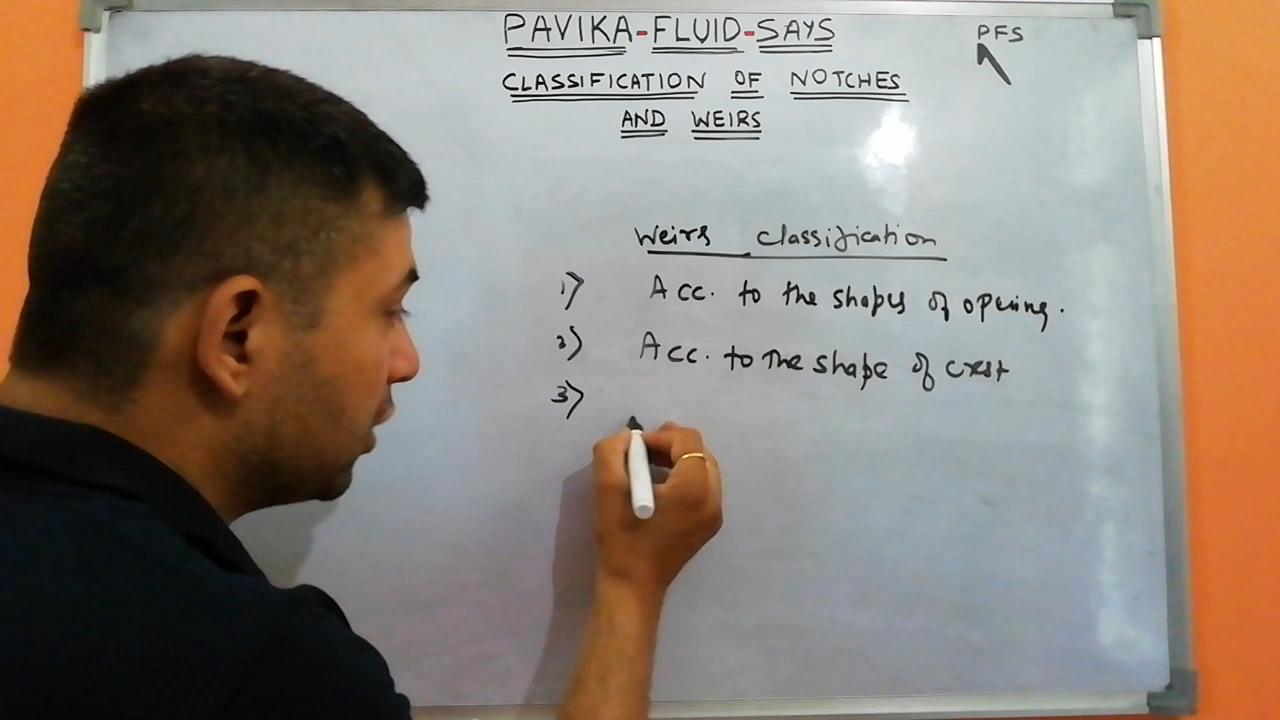 PAVIKA-FLUID-SAYS
PFS
CLASSIFICATION OF NOTCHES
AND WEIRS
Weirs classification
1) Acc. to the shapes of opening.
2) Acc. to the shape of crest
3)